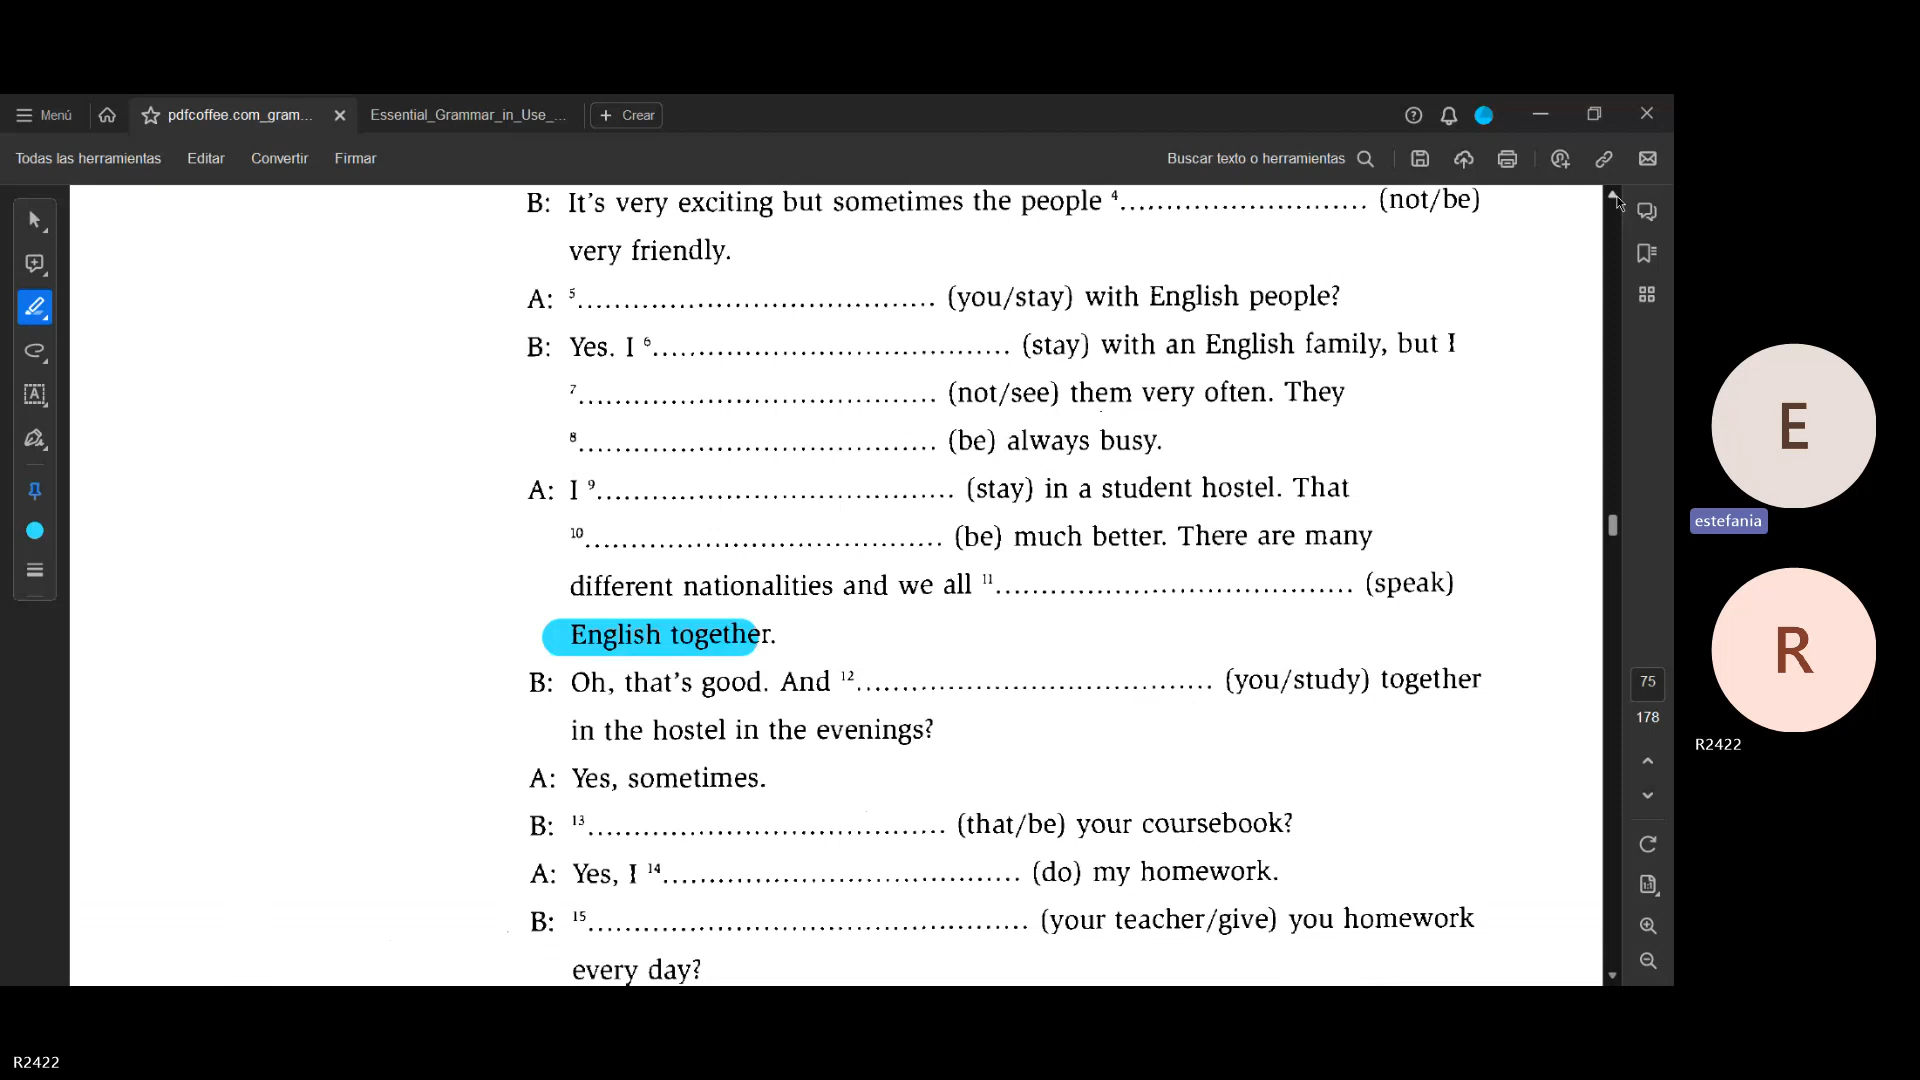 Menú
pdfcoffee.com_gram...
Essential_Grammar_in_Use_...
Crear
Todas las herramientas
Editar
Convertir
Firmar
Buscar texto o herramientas
B: It's very exciting but sometimes the people ⁴.......................... (not/be)
very friendly.
A: ⁵...................................... (you/stay) with English people?
B: Yes. I ⁶...................................... (stay) with an English family, but I
⁷...................................... (not/see) them very often. They
⁸...................................... (be) always busy.
A: I ⁹...................................... (stay) in a student hostel. That
¹⁰...................................... (be) much better. There are many
different nationalities and we all ¹¹...................................... (speak)
English together.
B: Oh, that's good. And ¹²...................................... (you/study) together
in the hostel in the evenings?
A: Yes, sometimes.
B: ¹³...................................... (that/be) your coursebook?
A: Yes, I ¹⁴...................................... (do) my homework.
B: ¹⁵............................................... (your teacher/give) you homework
every day?
75
178
E
estefania
R
R2422
R2422